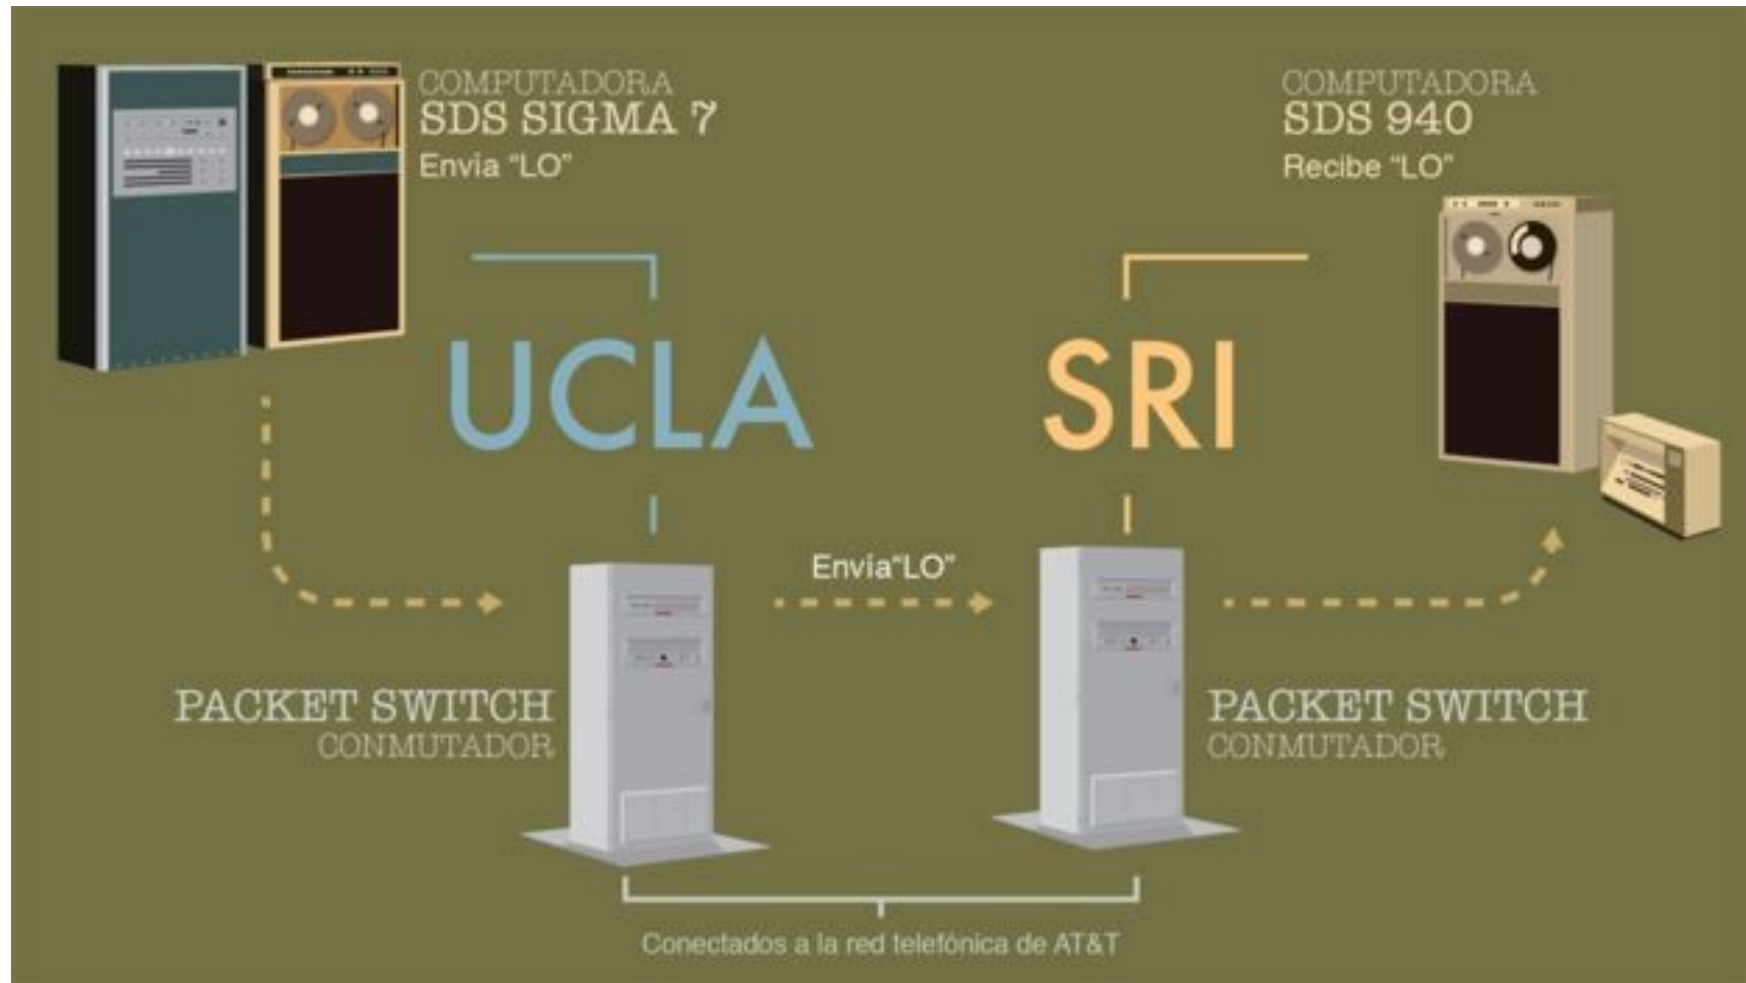 COMPUTADORA
SDS SIGMA 7
Envia “LO”
COMPUTADORA
SDS 940
Recibe “LO”
UCLA
SRI
Envia“LO”
PACKET SWITCH
CONMUTADOR
PACKET SWITCH
CONMUTADOR
Conectados a la red telefónica de AT&T